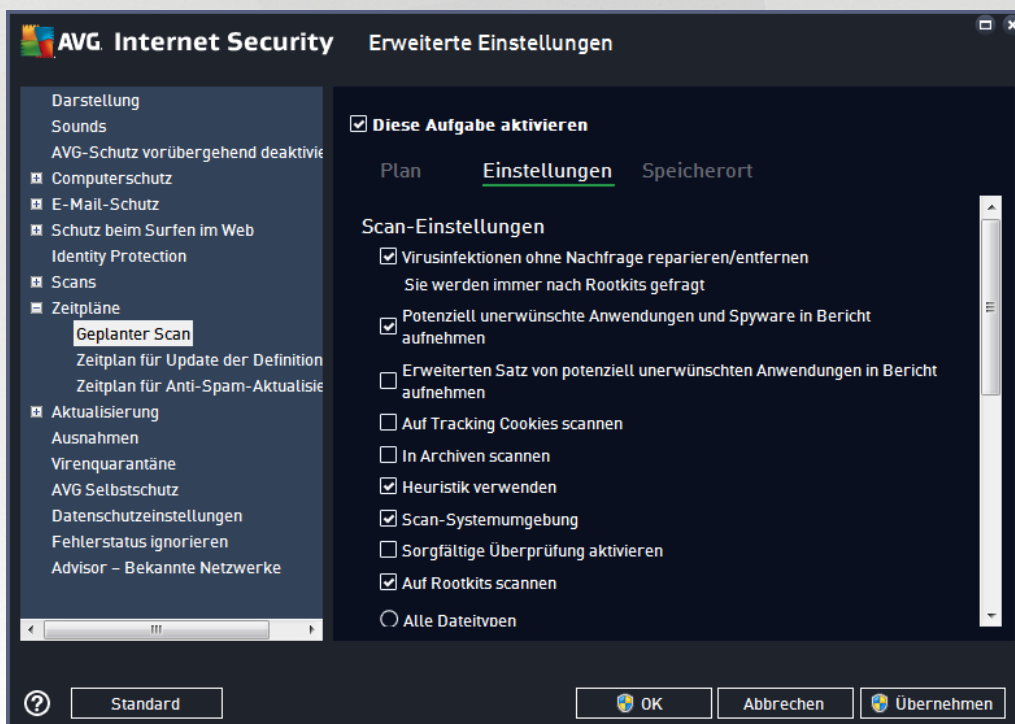 AVG Internet Security Erweiterte Einstellungen
Darstellung
Sounds
AVG-Schutz vorübergehend deaktivie
Computerschutz
E-Mail-Schutz
Schutz beim Surfen im Web
Identity Protection
Scans
Zeitpläne
Geplanter Scan
Zeitplan für Update der Definition
Zeitplan für Anti-Spam-Aktualisie
Aktualisierung
Ausnahmen
Virenquarantäne
AVG Selbstschutz
Datenschutzeinstellungen
Fehlerstatus ignorieren
Advisor – Bekannte Netzwerke
Diese Aufgabe aktivieren
Plan Einstellungen Speicherort
Scan-Einstellungen
Virusinfektionen ohne Nachfrage reparieren/entfernen
Sie werden immer nach Rootkits gefragt
Potenziell unerwünschte Anwendungen und Spyware in Bericht
aufnehmen
Erweiterten Satz von potenziell unerwünschten Anwendungen in Bericht
aufnehmen
Auf Tracking Cookies scannen
In Archiven scannen
Heuristik verwenden
Scan-Systemumgebung
Sorgfältige Überprüfung aktivieren
Auf Rootkits scannen
Alle Dateitypen
? Standard OK Abbrechen Übernehmen